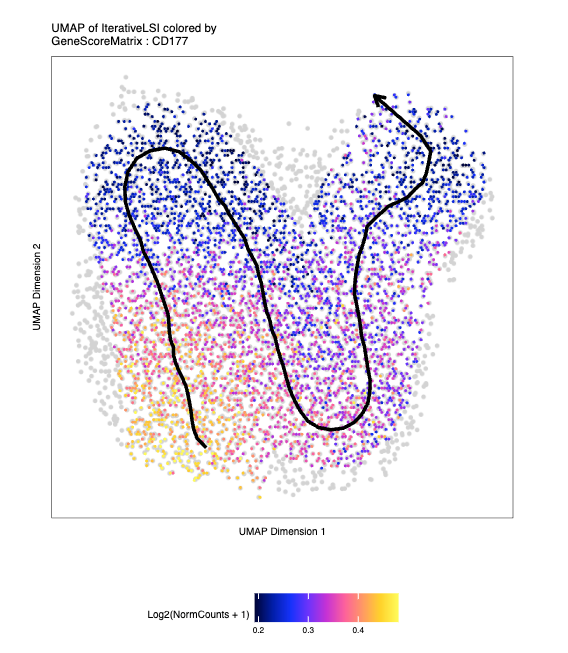 UMAP of IterativeLSI colored by
GeneScoreMatrix : CD177
UMAP Dimension 2
UMAP Dimension 1
Log2(NormCounts + 1)
0.2 0.3 0.4